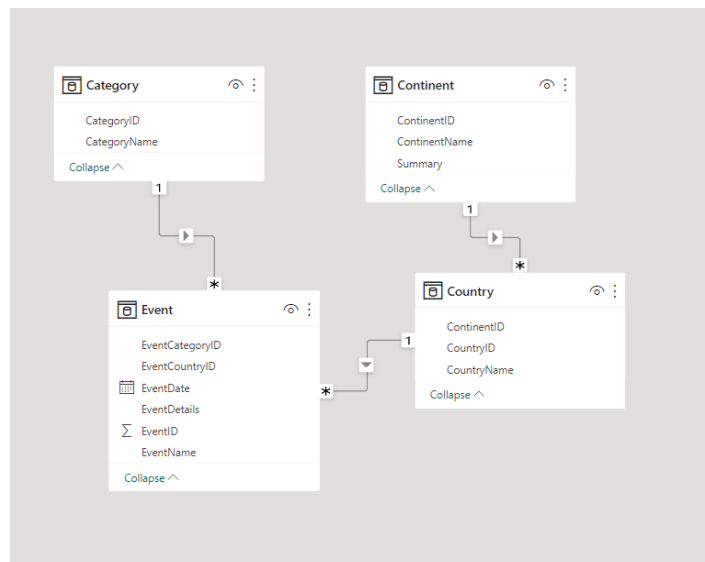 Category
CategoryID
CategoryName
Collapse
1
*
Continent
ContinentID
ContinentName
Summary
Collapse
1
*
Event
EventCategoryID
EventCountryID
EventDate
EventDetails
∑ EventID
EventName
Collapse
*
1
Country
ContinentID
CountryID
CountryName
Collapse